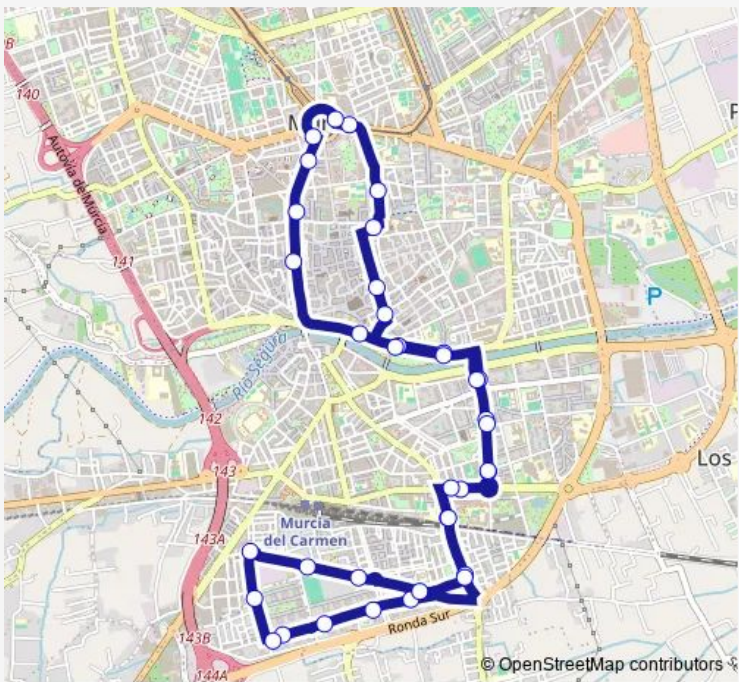 140
Autovía de Murcia
141
P
Río Segura
142
Los
143
Murcia
del Carmen
143A
143B
Ronda Sur
144A
© OpenStreetMap contributors